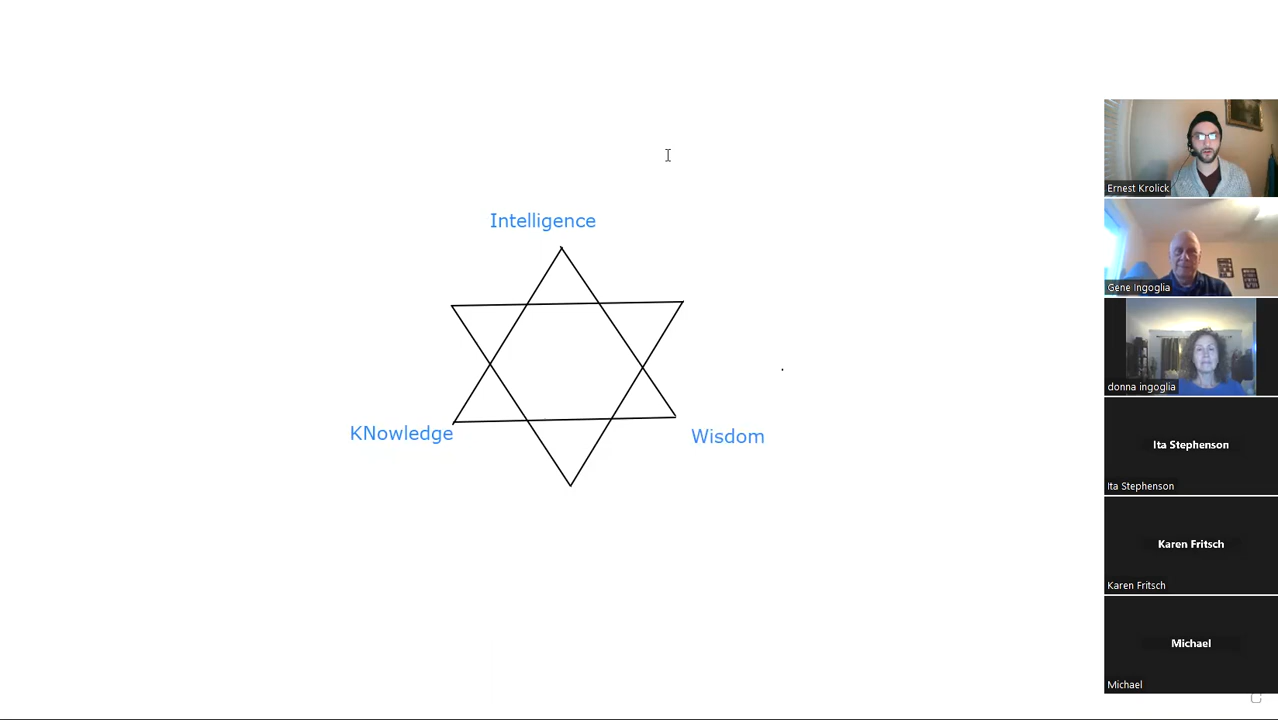 Intelligence
KNowledge
Wisdom
Ernest Krolick
Gene Ingoglia
donna ingoglia
Ita Stephenson
Ita Stephenson
Karen Fritsch
Karen Fritsch
Michael
Michael